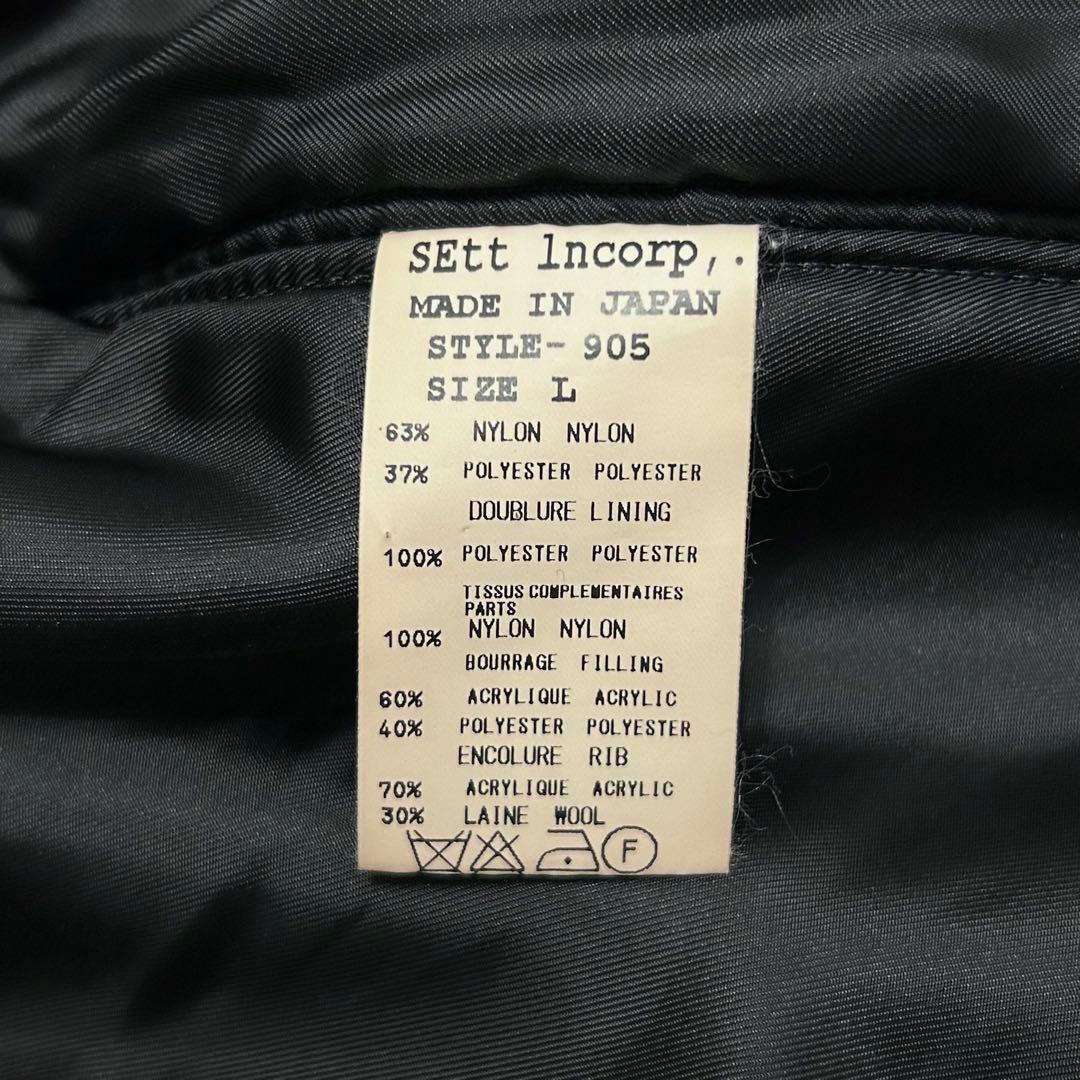 SEtt lncorp,.
MADE IN JAPAN
STYLE- 905
SIZE L
63% NYLON NYLON
37% POLYESTER POLYESTER
DOUBLURE LINING
100% POLYESTER POLYESTER
TISSUS COMPLEMENTAIRES
PARTS
100% NYLON NYLON
BOURRAGE FILLING
60% ACRYLIQUE ACRYLIC
40% POLYESTER POLYESTER
ENCOLURE RIB
70% ACRYLIQUE ACRYLIC
30% LAINE WOOL
F